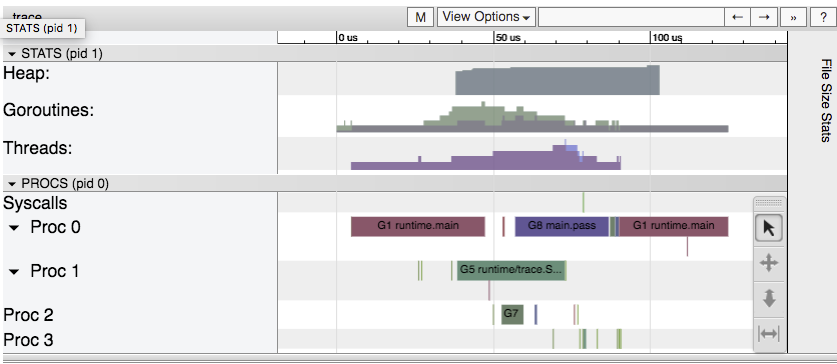 trace
M View Options ← → » ?
STATS (pid 1)
0 us 50 us 100 us
STATS (pid 1)
Heap:
Goroutines:
Threads:
PROCS (pid 0)
Syscalls
Proc 0 G1 runtime.main G8 main.pass G1 runtime.main
Proc 1 G5 runtime/trace.S...
Proc 2 G7
Proc 3
File Size Stats